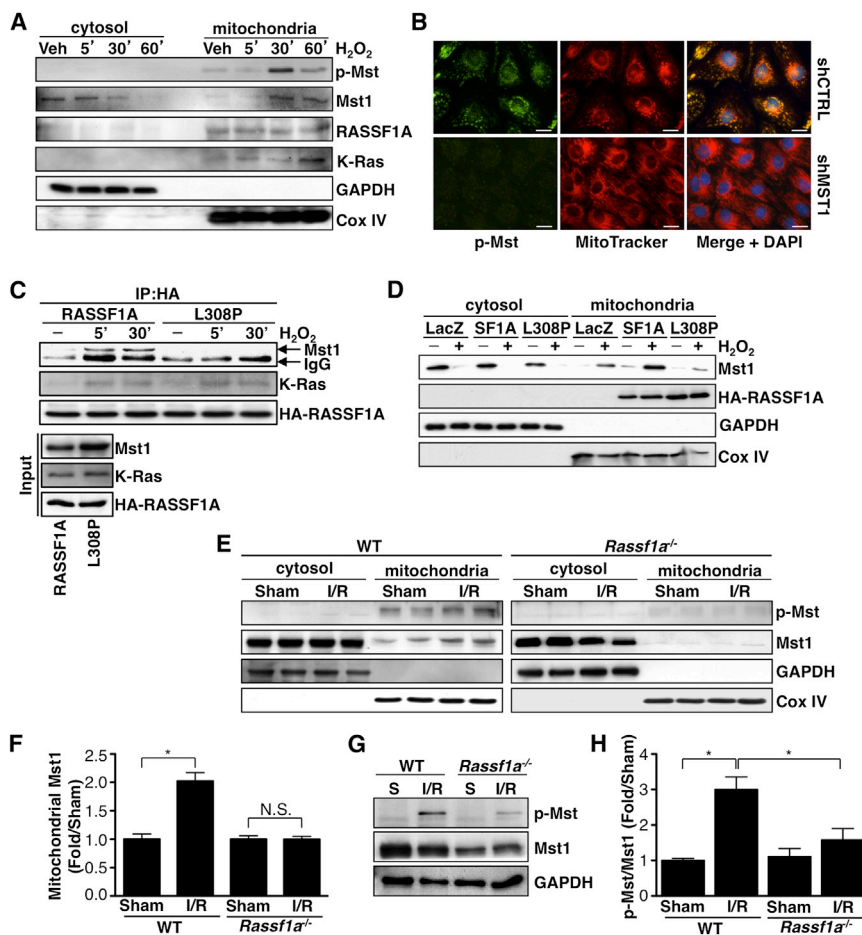 A
cytosol mitochondria
Veh 5’ 30’ 60’ Veh 5’ 30’ 60’ H₂O₂
p-Mst
Mst1
RASSF1A
K-Ras
GAPDH
Cox IV
B
shCTRL
shMST1
p-Mst MitoTracker Merge + DAPI
C
IP:HA
RASSF1A L308P
– 5’ 30’ – 5’ 30’ H₂O₂
Mst1
IgG
K-Ras
HA-RASSF1A
Input
Mst1
K-Ras
HA-RASSF1A
RASSF1A
L308P
D
cytosol mitochondria
LacZ SF1A L308P LacZ SF1A L308P
– + – + – + – + – + – + H₂O₂
Mst1
HA-RASSF1A
GAPDH
Cox IV
E
WT Rassf1a-/-
cytosol mitochondria cytosol mitochondria
Sham I/R Sham I/R Sham I/R Sham I/R
p-Mst
Mst1
GAPDH
Cox IV
F
Mitochondrial Mst1
(Fold/Sham)
2.5
2.0
1.5
1.0
0.5
0.0
*
N.S.
Sham I/R Sham I/R
WT Rassf1a-/-
G
WT Rassf1a-/-
S I/R S I/R
p-Mst
Mst1
GAPDH
H
p-Mst/Mst1 (Fold/Sham)
4
3
2
1
0
* *
Sham I/R Sham I/R
WT Rassf1a-/-